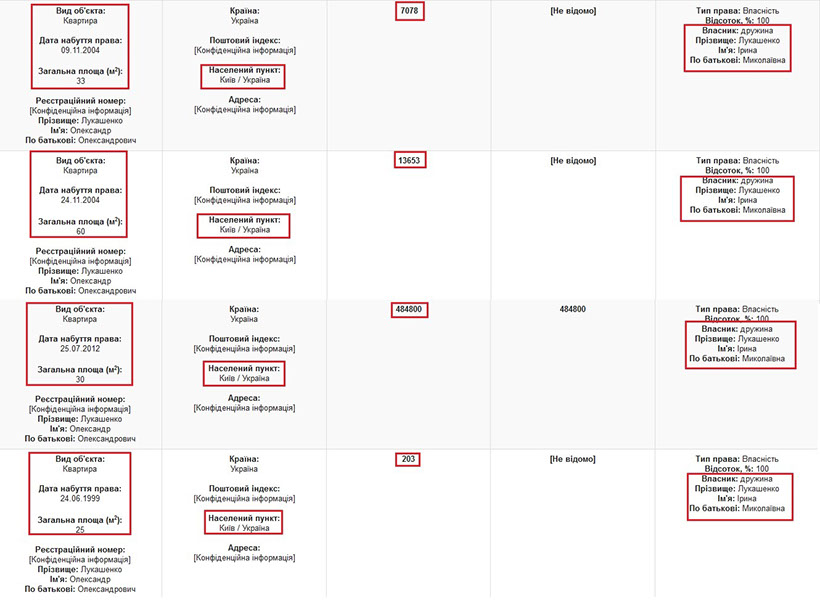 Вид об'єкта:
Квартира
Дата набуття права:
09.11.2004
Загальна площа (м²):
33
Реєстраційний номер:
[Конфіденційна інформація]
Прізвище: Лукашенко
Ім'я: Олександр
По батькові: Олександрович
Країна:
Україна
Поштовий індекс:
[Конфіденційна інформація]
Населений пункт:
Київ / Україна
Адреса:
[Конфіденційна інформація]
7078
[Не відомо]
Тип права: Власність
Відсоток, %: 100
Власник: дружина
Прізвище: Лукашенко
Ім'я: Ірина
По батькові: Миколаївна
Вид об'єкта:
Квартира
Дата набуття права:
24.11.2004
Загальна площа (м²):
60
Реєстраційний номер:
[Конфіденційна інформація]
Прізвище: Лукашенко
Ім'я: Олександр
По батькові: Олександрович
Країна:
Україна
Поштовий індекс:
[Конфіденційна інформація]
Населений пункт:
Київ / Україна
Адреса:
[Конфіденційна інформація]
13653
[Не відомо]
Тип права: Власність
Відсоток, %: 100
Власник: дружина
Прізвище: Лукашенко
Ім'я: Ірина
По батькові: Миколаївна
Вид об'єкта:
Квартира
Дата набуття права:
25.07.2012
Загальна площа (м²):
30
Реєстраційний номер:
[Конфіденційна інформація]
Прізвище: Лукашенко
Ім'я: Олександр
По батькові: Олександрович
Країна:
Україна
Поштовий індекс:
[Конфіденційна інформація]
Населений пункт:
Київ / Україна
Адреса:
[Конфіденційна інформація]
484800
484800
Тип права: Власність
Відсоток, %: 100
Власник: дружина
Прізвище: Лукашенко
Ім'я: Ірина
По батькові: Миколаївна
Вид об'єкта:
Квартира
Дата набуття права:
24.06.1999
Загальна площа (м²):
25
Реєстраційний номер:
[Конфіденційна інформація]
Прізвище: Лукашенко
Ім'я: Олександр
По батькові: Олександрович
Країна:
Україна
Поштовий індекс:
[Конфіденційна інформація]
Населений пункт:
Київ / Україна
Адреса:
[Конфіденційна інформація]
203
[Не відомо]
Тип права: Власність
Відсоток, %: 100
Власник: дружина
Прізвище: Лукашенко
Ім'я: Ірина
По батькові: Миколаївна